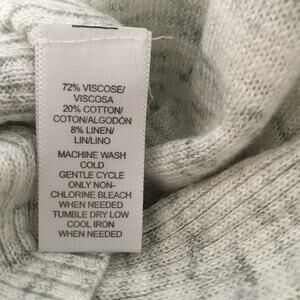 72% VISCOSE/
VISCOSA
20% COTTON/
COTON/ALGODÓN
8% LINEN/
LIN/LINO
MACHINE WASH
COLD
GENTLE CYCLE
ONLY NON-
CHLORINE BLEACH
WHEN NEEDED
TUMBLE DRY LOW
COOL IRON
WHEN NEEDED